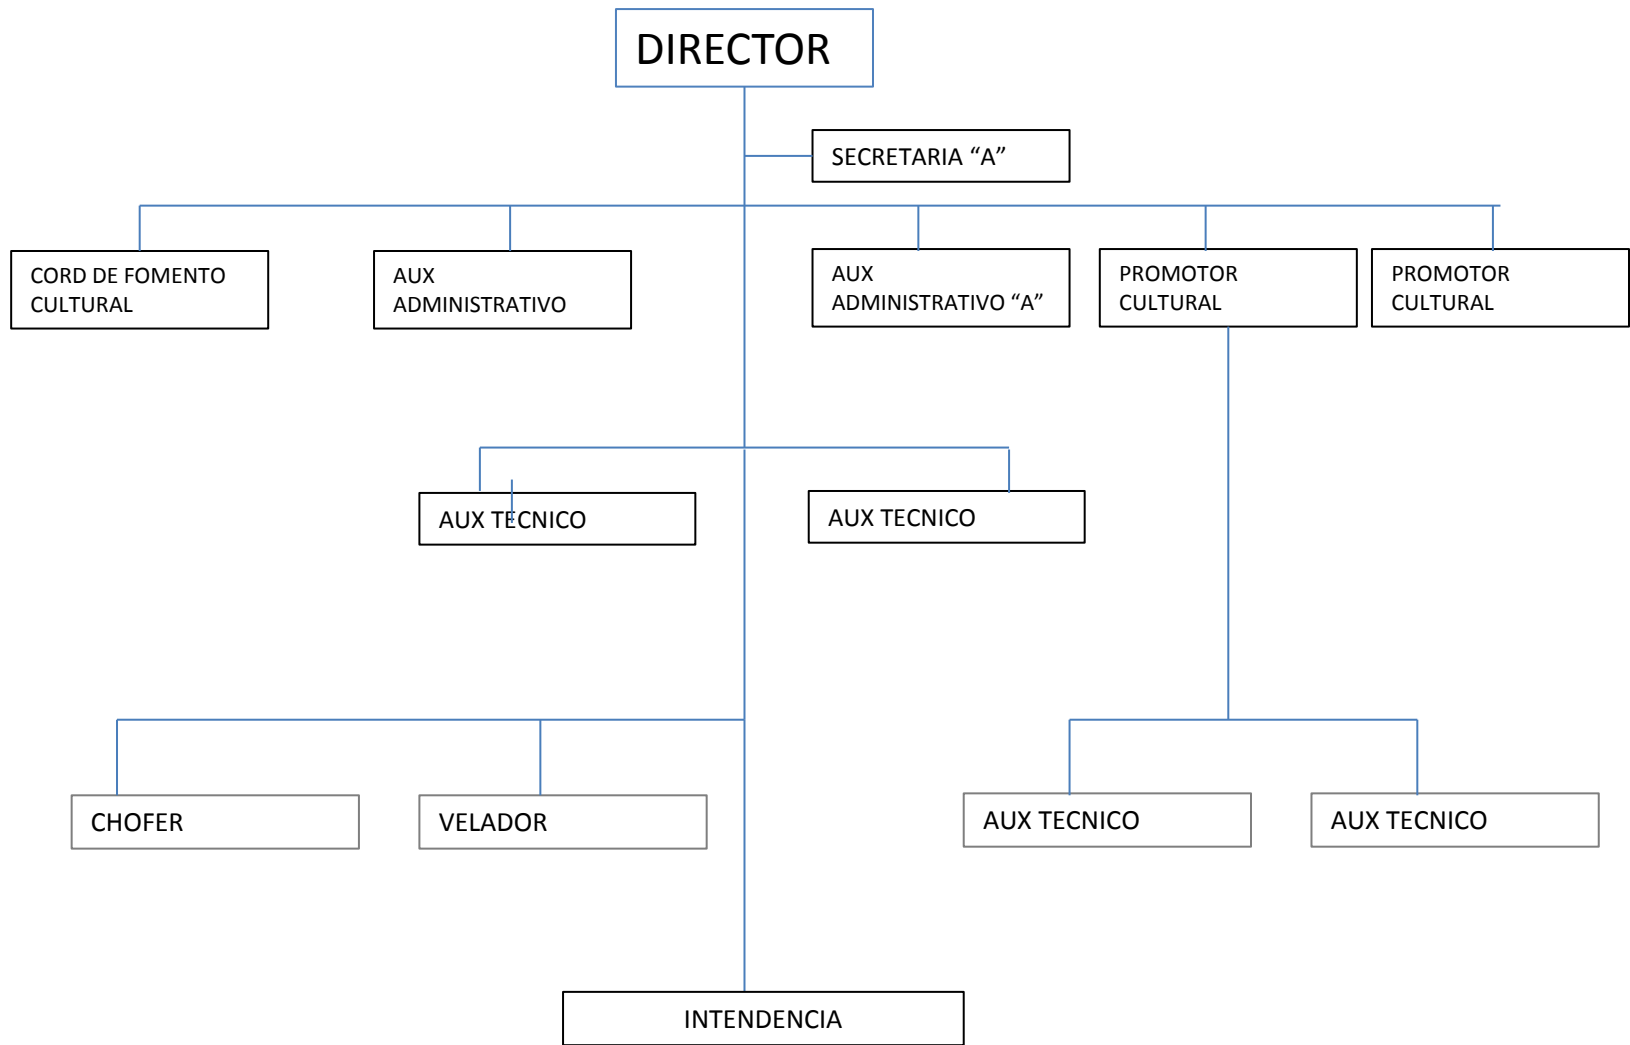 DIRECTOR
SECRETARIA “A”
CORD DE FOMENTO
CULTURAL
AUX
ADMINISTRATIVO
AUX
ADMINISTRATIVO “A”
PROMOTOR
CULTURAL
PROMOTOR
CULTURAL
AUX TECNICO
AUX TECNICO
CHOFER
VELADOR
AUX TECNICO
AUX TECNICO
INTENDENCIA